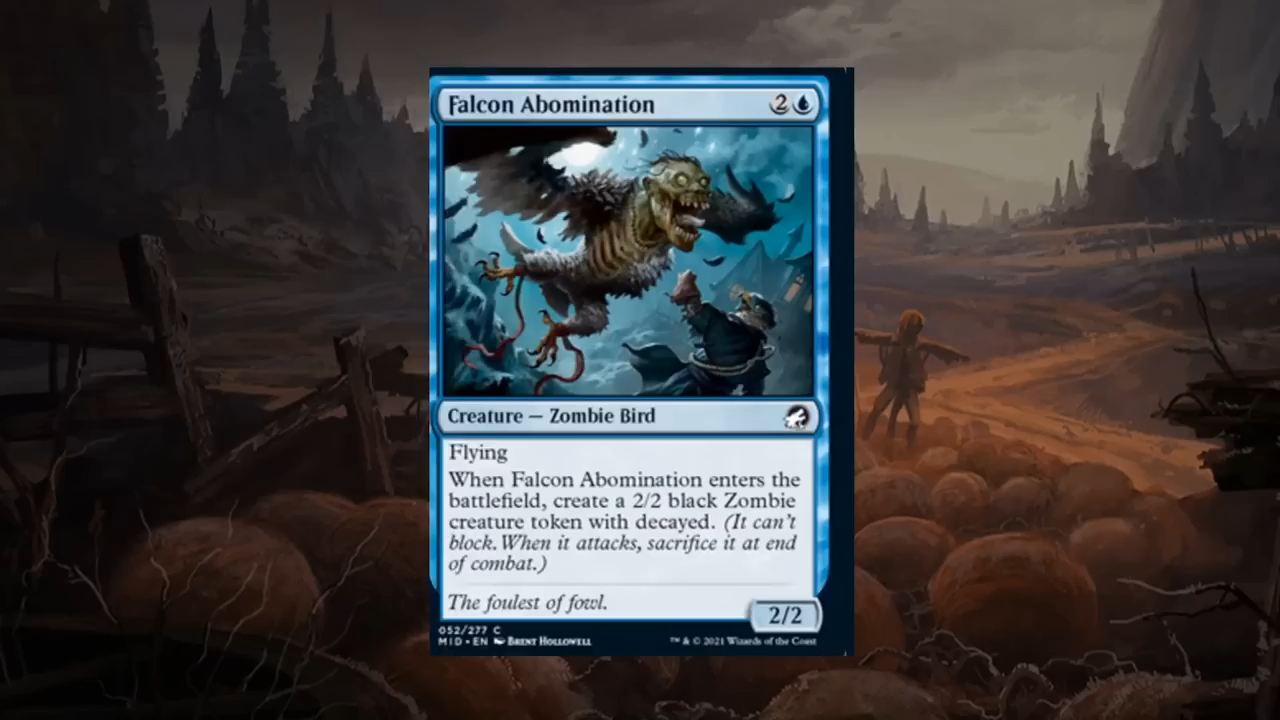 Falcon Abomination 2
Creature — Zombie Bird
Flying
When Falcon Abomination enters the
battlefield, create a 2/2 black Zombie
creature token with decayed. (It can't
block. When it attacks, sacrifice it at end
of combat.)
The foulest of fowl.
2/2
052/277 C
MID • EN Brent Hollowell
™ & © 2021 Wizards of the Coast